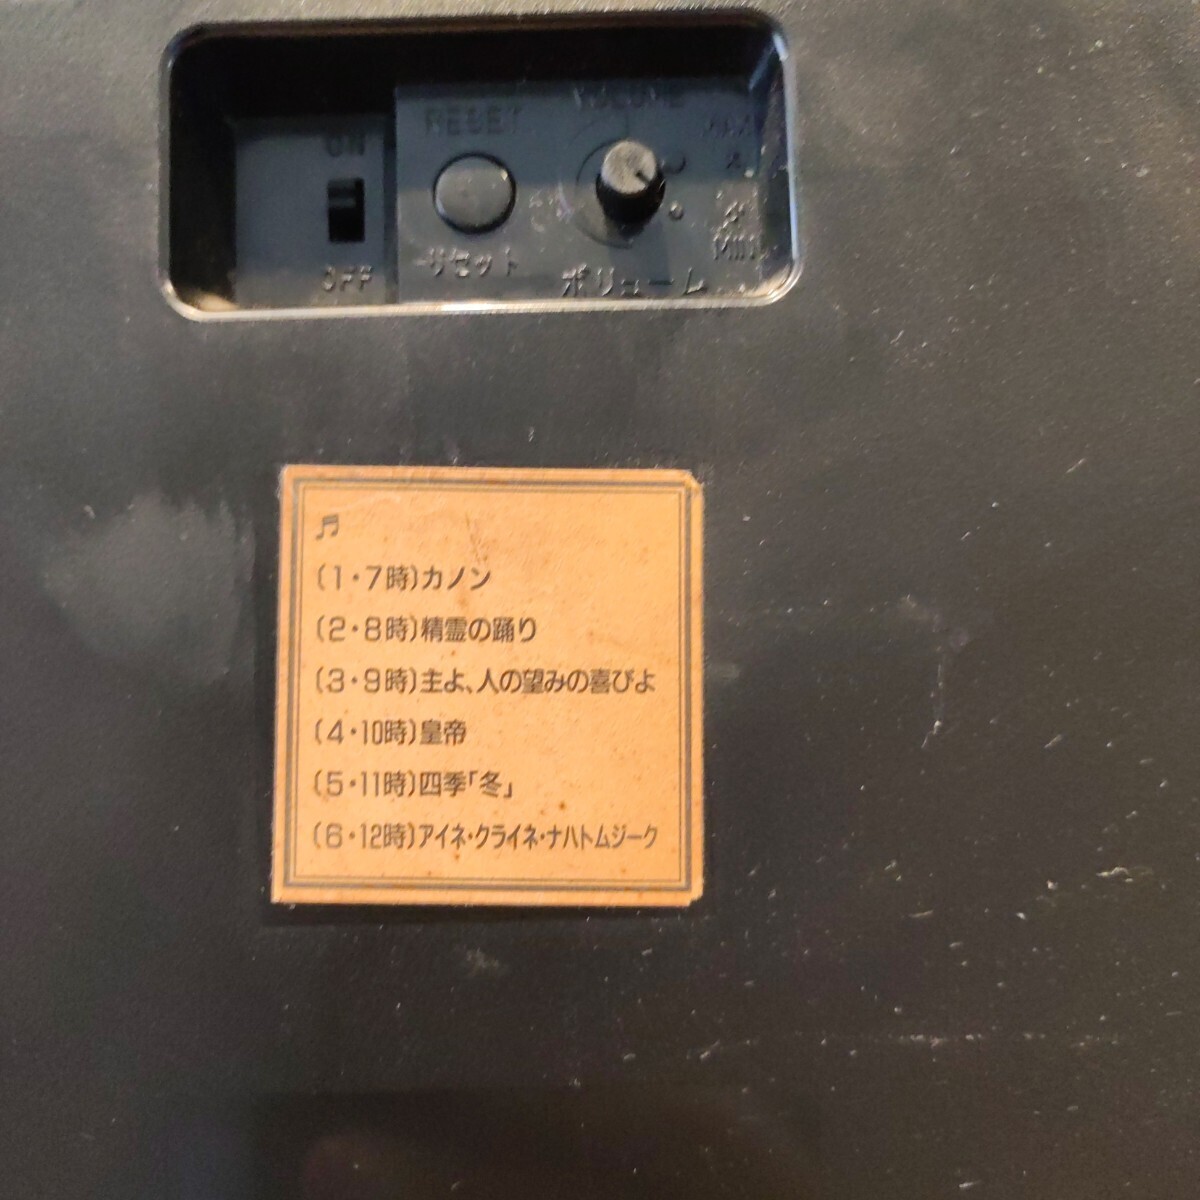 VOLUME
RESET
ON
MAX
リセット
OFF
MIN
ボリューム
♬
(1・7時)カノン
(2・8時)精霊の踊り
(3・9時)主よ、人の望みの喜びよ
(4・10時)皇帝
(5・11時)四季「冬」
(6・12時)アイネ・クライネ・ナハトムジーク